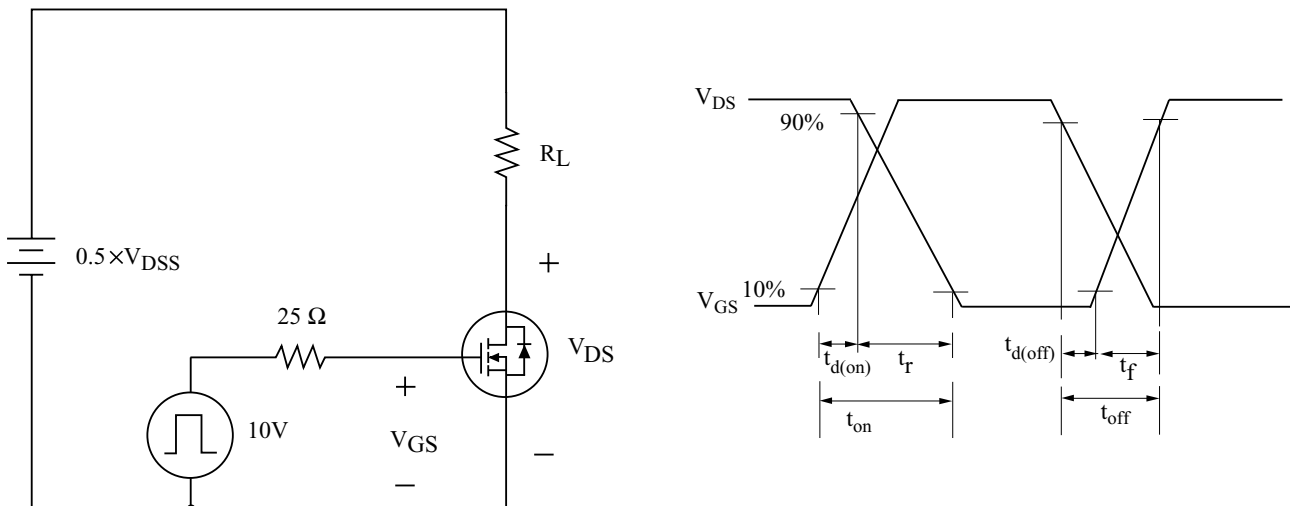 R_L
0.5×V_DSS
25 Ω
V_DS
10V
V_GS
+
−
+
−
V_DS
90%
V_GS
10%
t_d(on)
t_r
t_d(off)
t_f
t_on
t_off